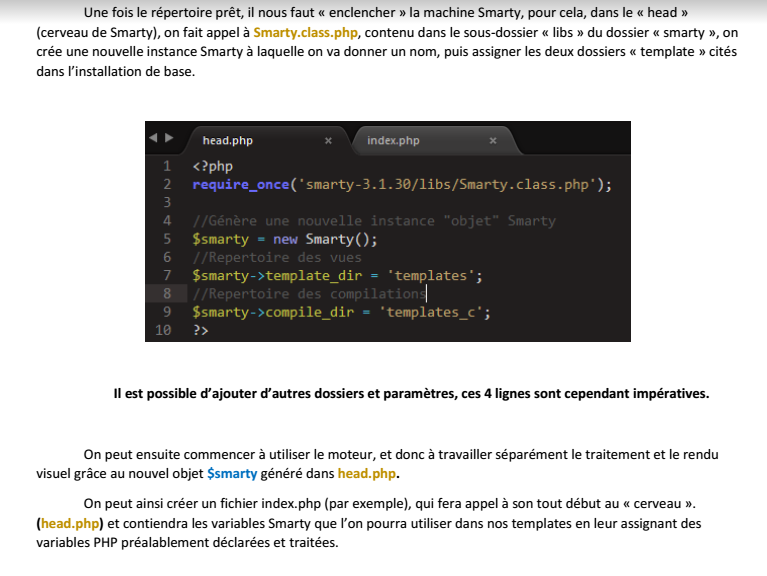 Une fois le répertoire prêt, il nous faut « enclencher » la machine Smarty, pour cela, dans le « head »
(cerveau de Smarty), on fait appel à Smarty.class.php, contenu dans le sous-dossier « libs » du dossier « smarty », on
crée une nouvelle instance Smarty à laquelle on va donner un nom, puis assigner les deux dossiers « template » cités
dans l'installation de base.
head.php × index.php ×
1 <?php
2 require_once('smarty-3.1.30/libs/Smarty.class.php');
3
4 //Génère une nouvelle instance "objet" Smarty
5 $smarty = new Smarty();
6 //Repertoire des vues
7 $smarty->template_dir = 'templates';
8 //Repertoire des compilations
9 $smarty->compile_dir = 'templates_c';
10 ?>
Il est possible d'ajouter d'autres dossiers et paramètres, ces 4 lignes sont cependant impératives.
On peut ensuite commencer à utiliser le moteur, et donc à travailler séparément le traitement et le rendu
visuel grâce au nouvel objet $smarty généré dans head.php.
On peut ainsi créer un fichier index.php (par exemple), qui fera appel à son tout début au « cerveau ».
(head.php) et contiendra les variables Smarty que l'on pourra utiliser dans nos templates en leur assignant des
variables PHP préalablement déclarées et traitées.